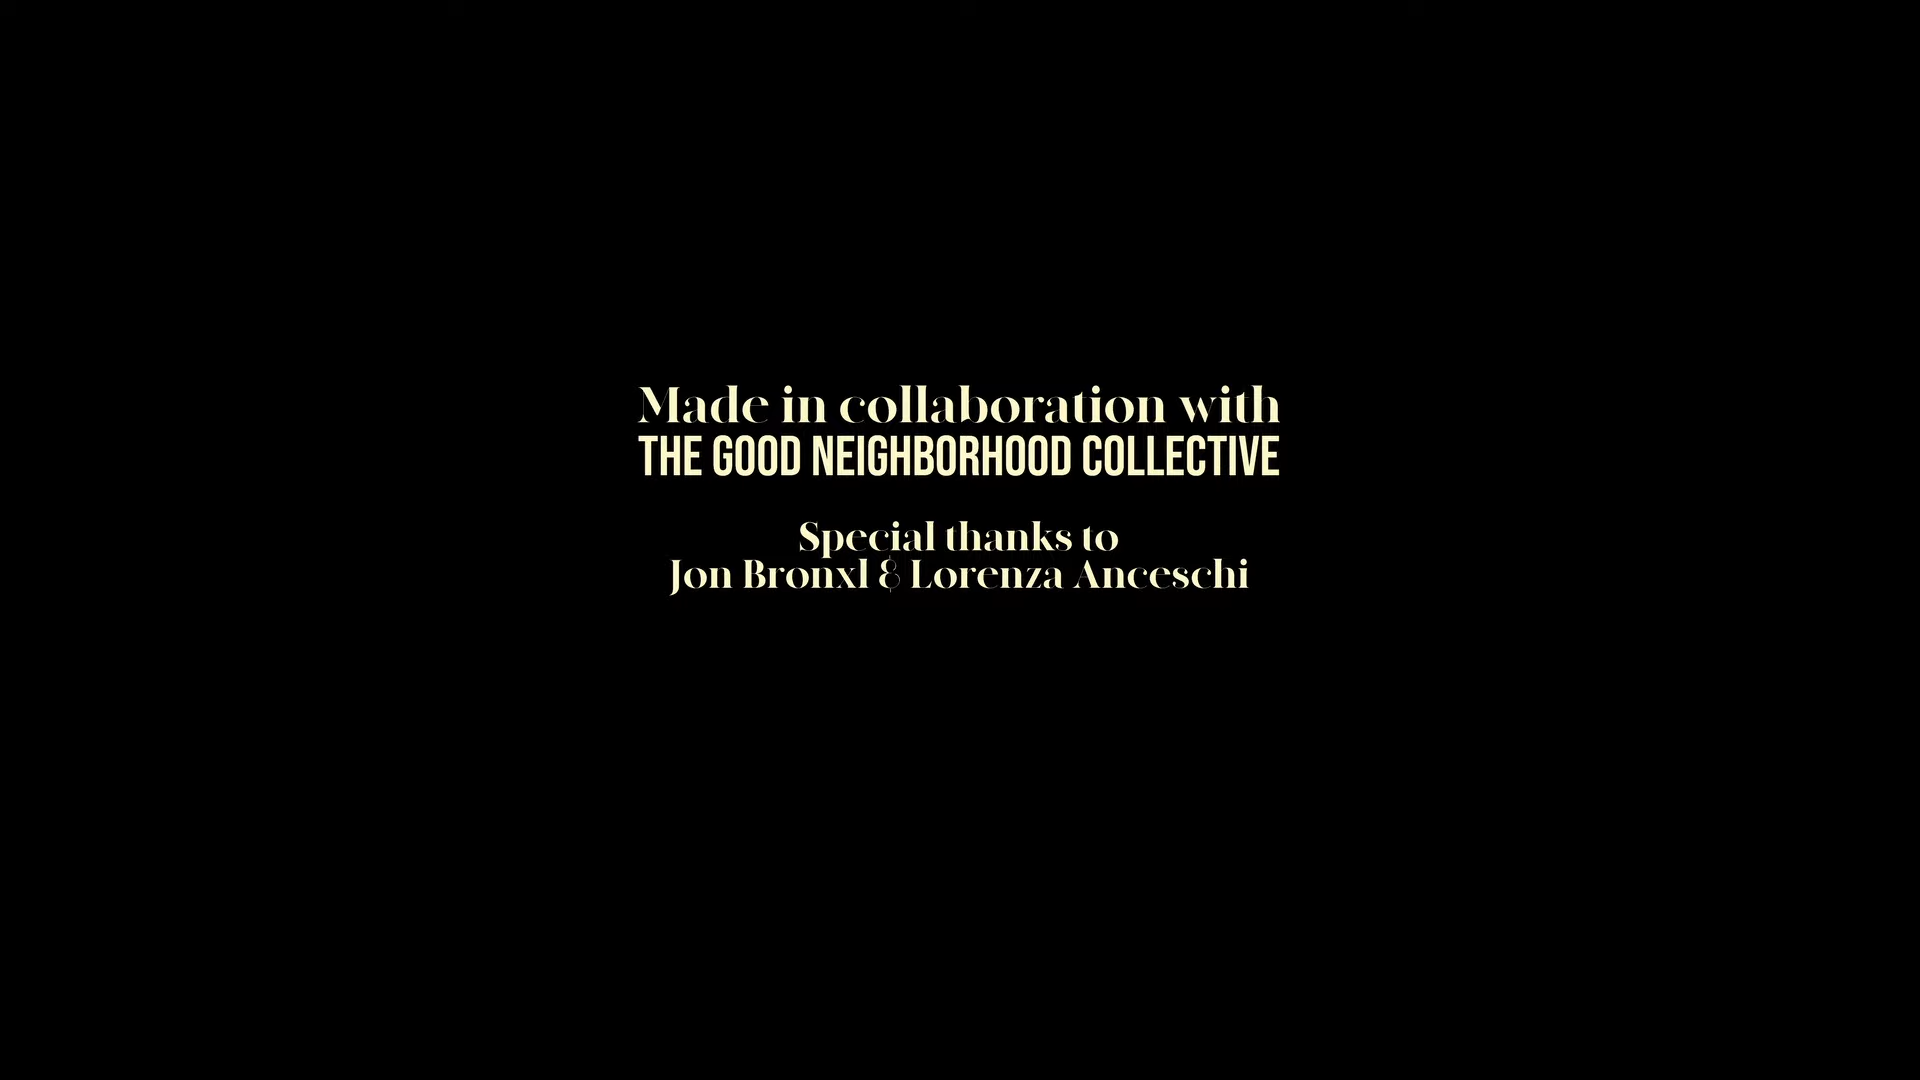 Made in collaboration with
THE GOOD NEIGHBORHOOD COLLECTIVE
Special thanks to
Jon Bronxl & Lorenza Anceschi